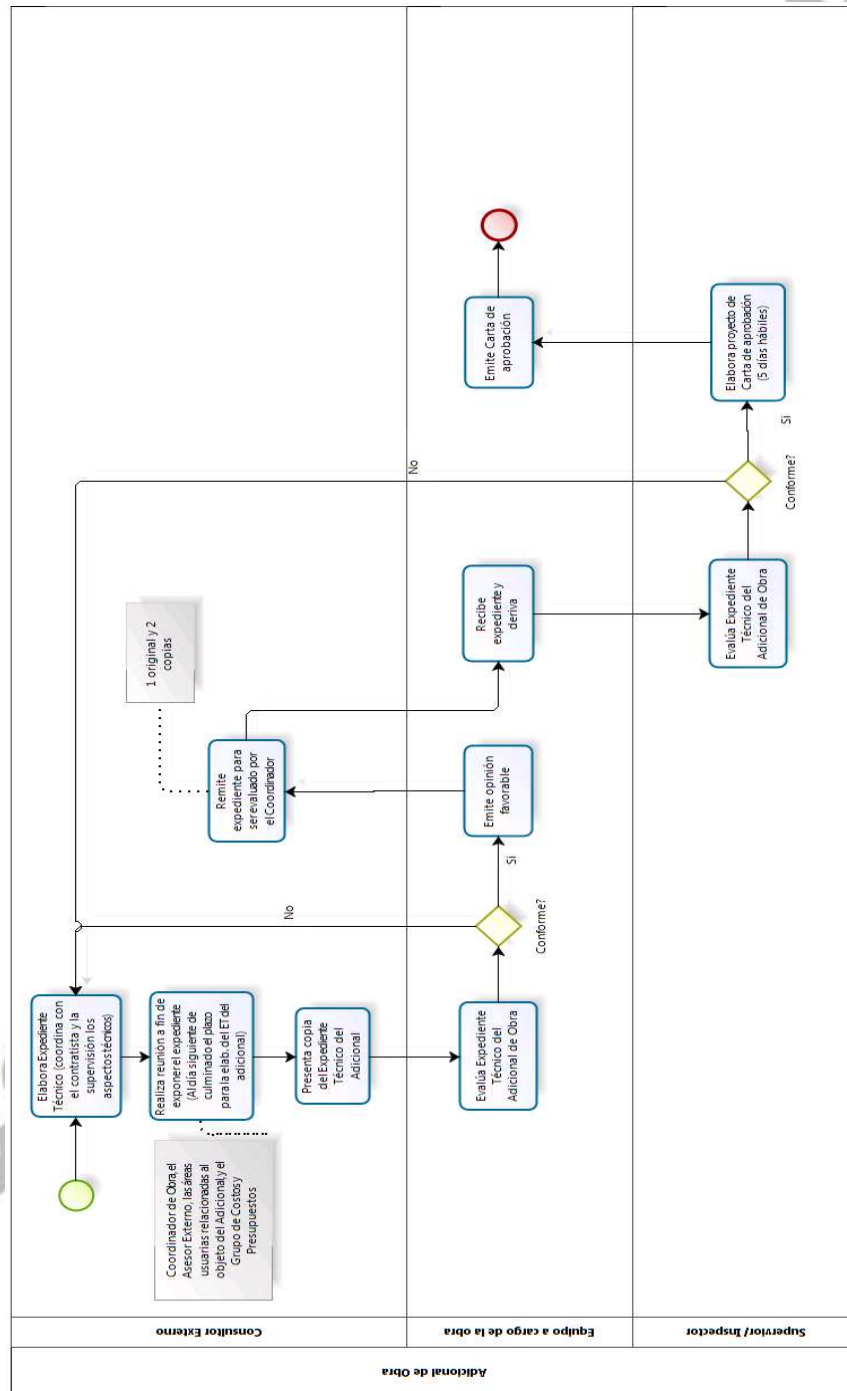 Adicional de Obra
Consultor Externo
Equipo a cargo de la obra
Supervisor/ Inspector
Elabora Expediente
Técnico (coordina con
el contratista y la
supervisión los
aspectos técnicos)
Realiza reunión a fin de
exponer el expediente
(Al día siguiente de
culminado el plazo
para la elab. del ET del
adicional)
Coordinador de Obra, el
Asesor Externo, las áreas
usuarias relacionadas al
objeto del Adicional, y el
Grupo de Costos y
Presupuestos
Presenta copia
del Expediente
Técnico del
Adicional
Evalúa Expediente
Técnico del
Adicional de Obra
Conforme?
No
Si
Emite opinión
favorable
Remite
expediente para
ser evaluado por
el Coordinador
1 original y 2
copias
Recibe
expediente y
deriva
Evalúa Expediente
Técnico del
Adicional de Obra
Conforme?
No
Si
Elabora proyecto de
Carta de aprobación
(5 días hábiles)
Emite Carta de
aprobación